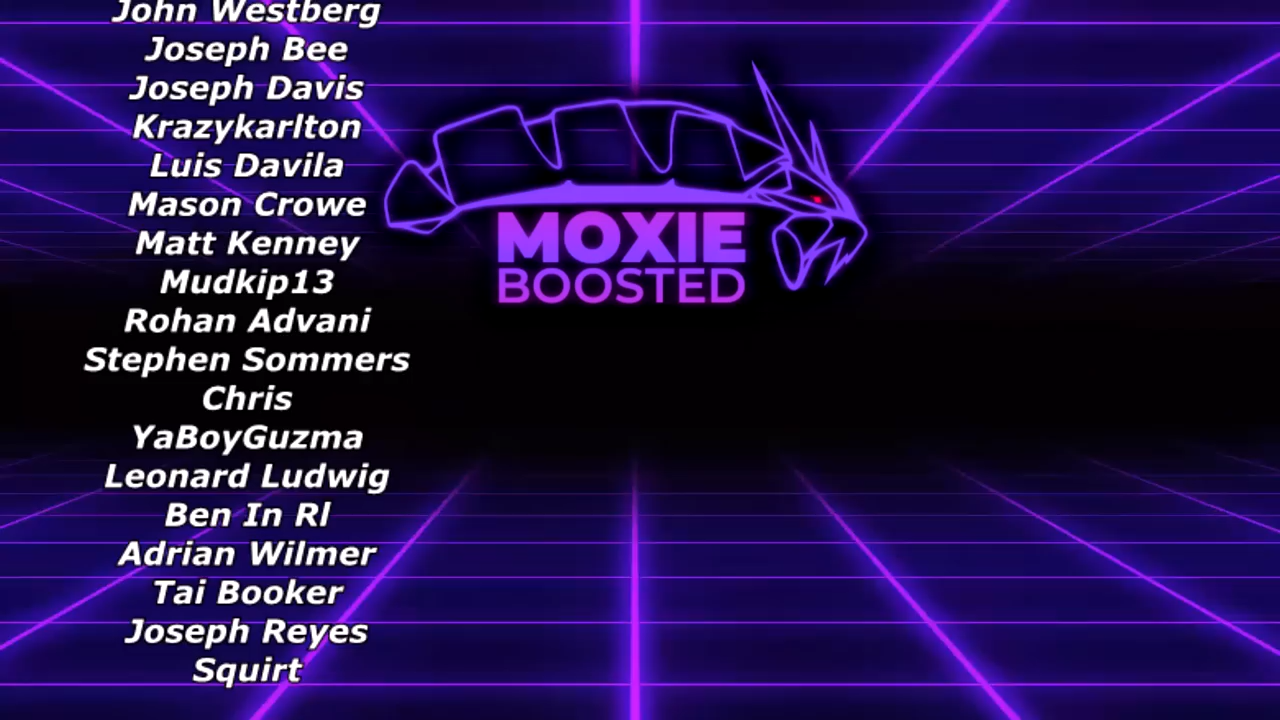 John Westberg
Joseph Bee
Joseph Davis
Krazykarlton
Luis Davila
Mason Crowe
Matt Kenney
Mudkip13
Rohan Advani
Stephen Sommers
Chris
YaBoyGuzma
Leonard Ludwig
Ben In Rl
Adrian Wilmer
Tai Booker
Joseph Reyes
Squirt
MOXIE
BOOSTED